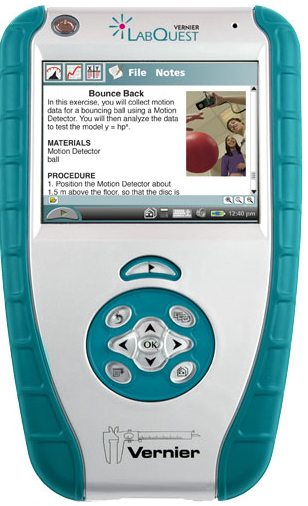 VERNIER
LABQUEST
File Notes
Bounce Back
In this exercise, you will collect motion
data for a bouncing ball using a Motion
Detector. You will then analyze the data
to test the model y = hpˣ.
MATERIALS
Motion Detector
ball
PROCEDURE
1. Position the Motion Detector about
1.5 m above the floor, so that the disc is
12:40 pm
OK
Vernier